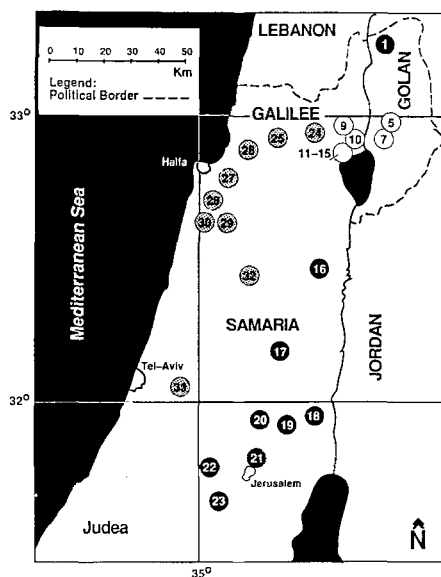 LEBANON
0 10 20 30 40 50
Km
Legend:
Political Border
1
GOLAN
33°
GALILEE
9
5
10
7
11-15
24
25
26
Haifa
27
28
30
29
Mediterranean Sea
32
16
SAMARIA
17
JORDAN
Tel-Aviv
33
32°
20
19
18
21
22
Jerusalem
23
Judea
N
35°